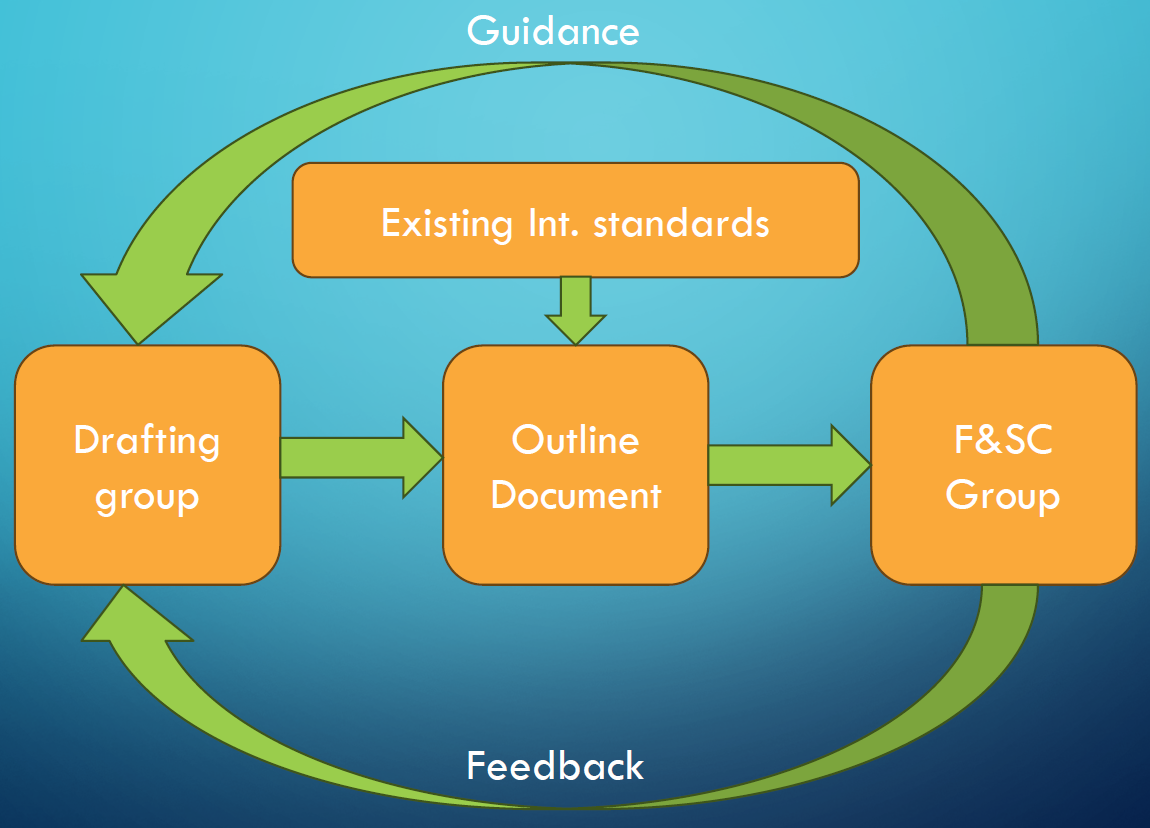 Guidance
Existing Int. standards
Drafting
group
Outline
Document
F&SC
Group
Feedback